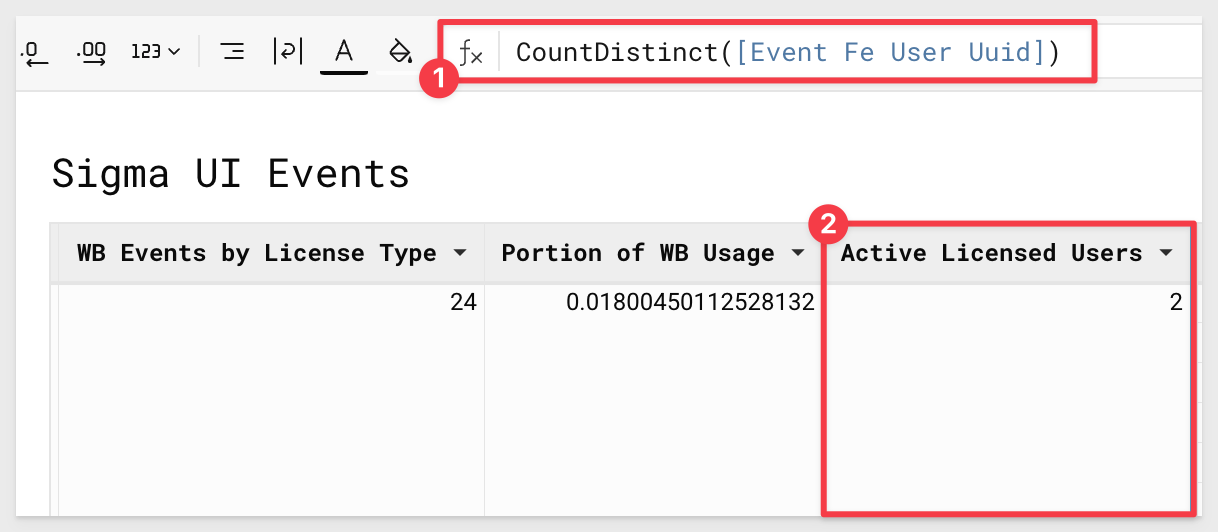 .0 .00 123 A fx CountDistinct([Event Fe User Uuid])
1
Sigma UI Events
2
WB Events by License Type Portion of WB Usage Active Licensed Users
24 0.01800450112528132 2